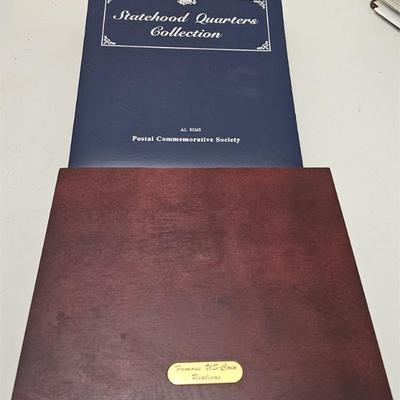 Statehood Quarters
Collection
AL SIMS
Postal Commemorative Society
Famous US-Coin
Replicas